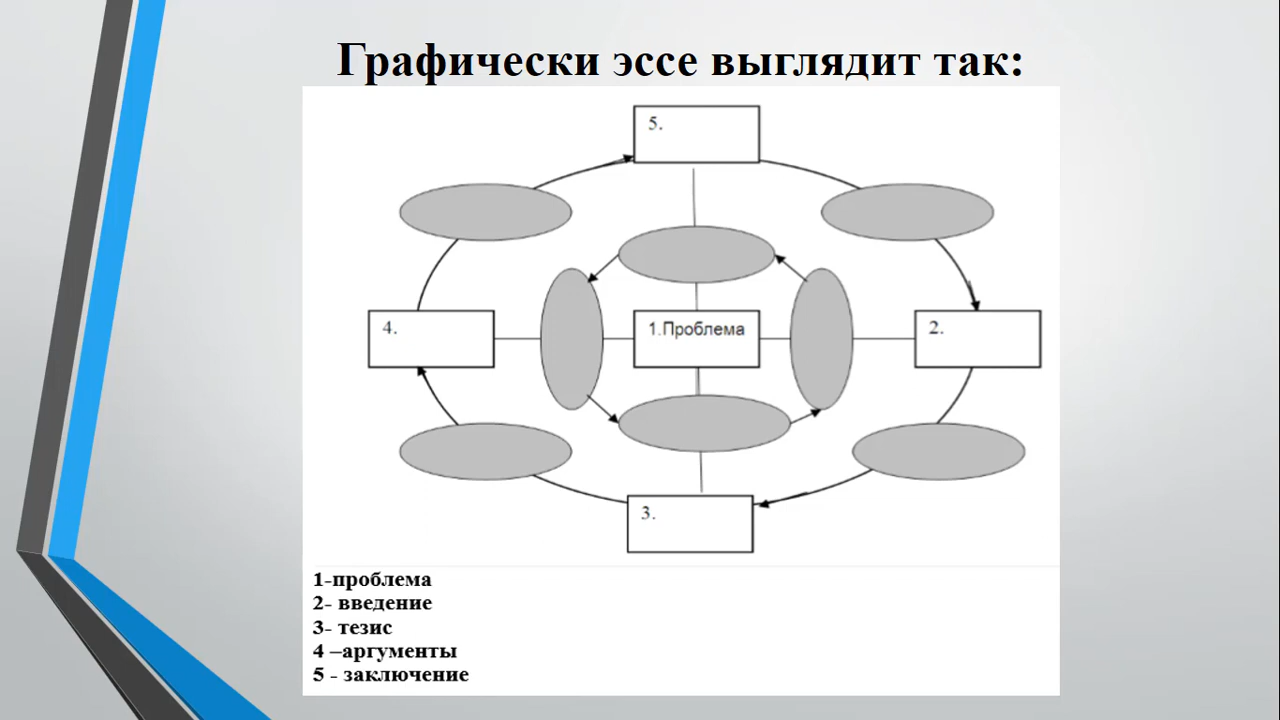 Графически эссе выглядит так:
5.
4.
1.Проблема
2.
3.
1-проблема
2- введение
3- тезис
4 –аргументы
5 - заключение